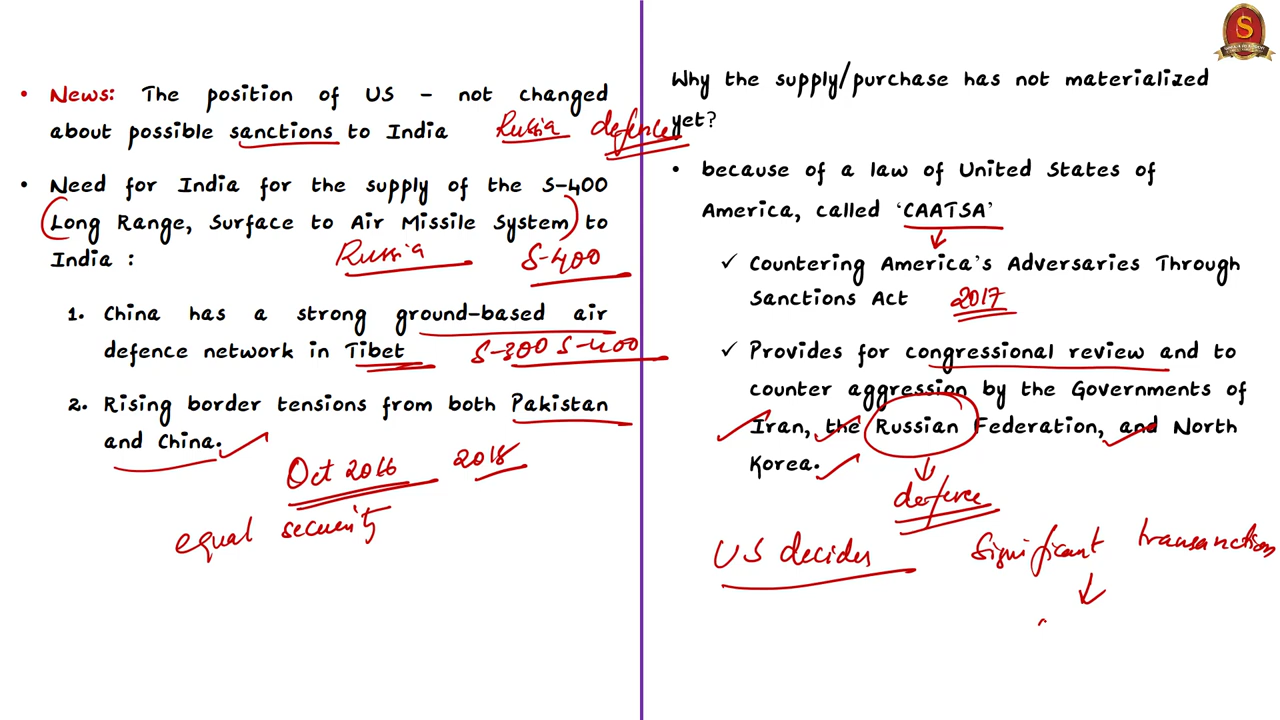 • News: The position of US - not changed
about possible sanctions to India Russia defence
• Need for India for the supply of the S-400
(Long Range, Surface to Air Missile System) to
India : Russia S-400
1. China has a strong ground-based air
defence network in Tibet S-300 S-400
2. Rising border tensions from both Pakistan
and China.
Oct 2016 2018
equal security
Why the supply/purchase has not materialized
yet?
• because of a law of United States of
America, called 'CAATSA'
✓ Countering America's Adversaries Through
Sanctions Act 2017
✓ Provides for congressional review and to
counter aggression by the Governments of
Iran, the Russian Federation, and North
Korea.
defence
US decides significant transanction
S